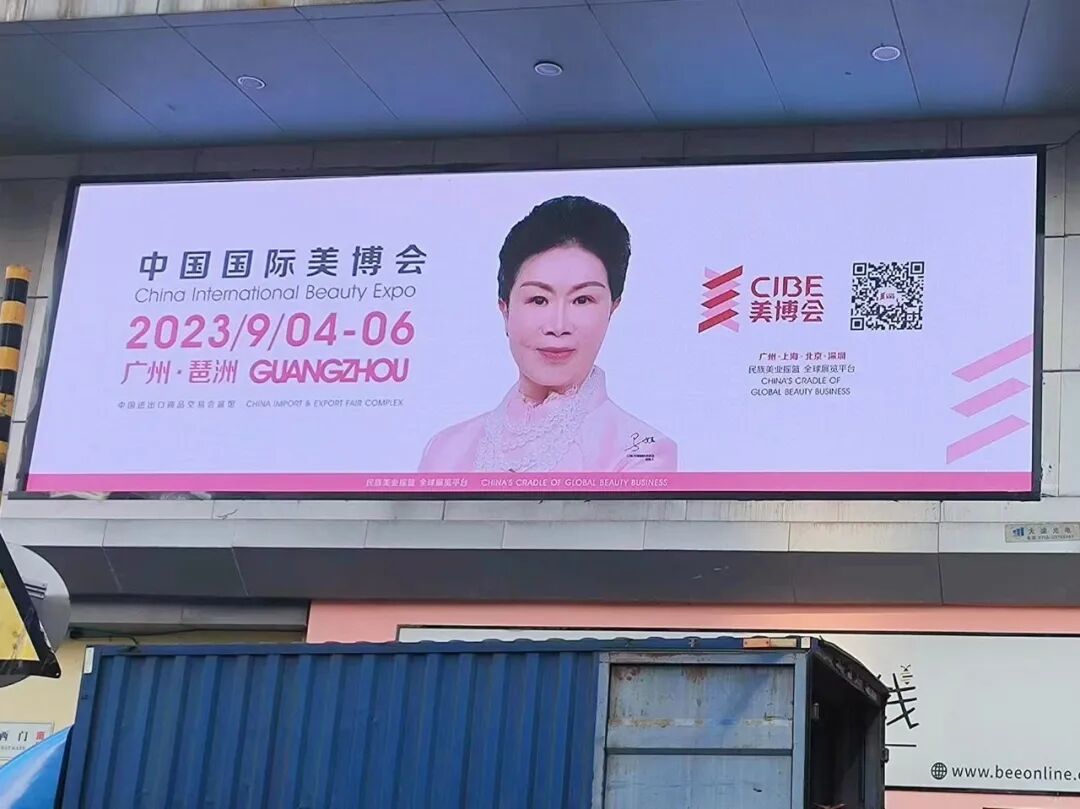 中国国际美博会
China International Beauty Expo
2023/9/04-06
广州·琶洲 GUANGZHOU
中国进出口商品交易会展馆 CHINA IMPORT & EXPORT FAIR COMPLEX
CIBE
美博会
广州·上海·北京·深圳
民族美业摇篮 全球展览平台
CHINA'S CRADLE OF
GLOBAL BEAUTY BUSINESS
民族美业摇篮 全球展览平台 CHINA'S CRADLE OF GLOBAL BEAUTY BUSINESS
西门
线
www.beeonline.